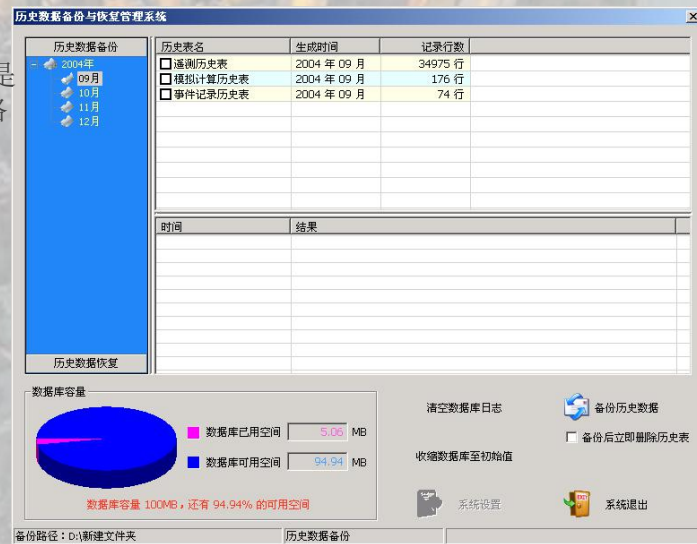 历史数据备份与恢复管理系统
是
历史数据备份
历史表名 生成时间 记录行数
2004年
遥测历史表 2004 年 09 月 34975 行
09月
模拟计算历史表 2004 年 09 月 176 行
10月
事件记录历史表 2004 年 09 月 74 行
11月
12月
时间 结果
历史数据恢复
数据库容量
数据库已用空间 5.06 MB
数据库可用空间 94.94 MB
数据库容量 100MB，还有 94.94% 的可用空间
清空数据库日志
备份历史数据
备份后立即删除历史表
收缩数据库至初始值
系统设置
EXIT
系统退出
备份路径：D:\新建文件夹 历史数据备份